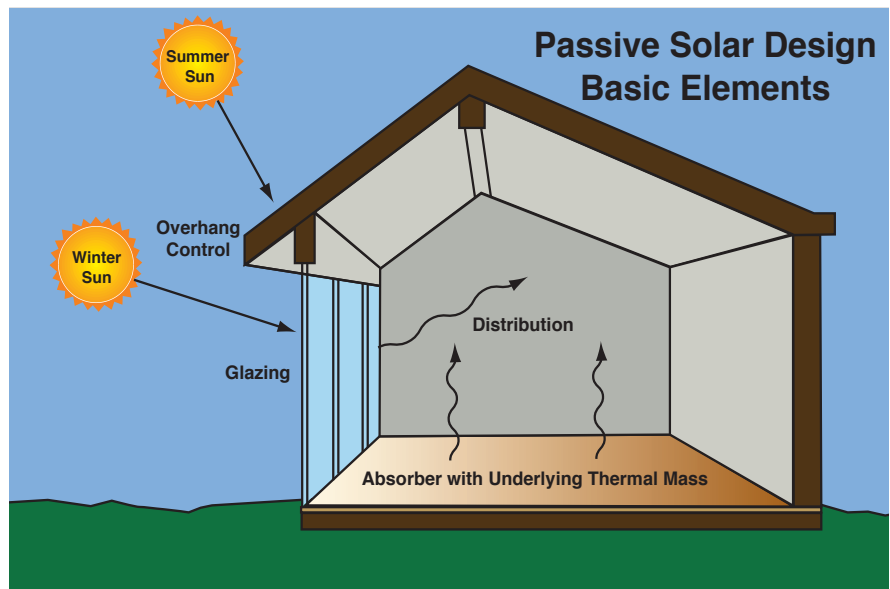 Passive Solar Design
Basic Elements
Summer
Sun
Overhang
Control
Winter
Sun
Distribution
Glazing
Absorber with Underlying Thermal Mass